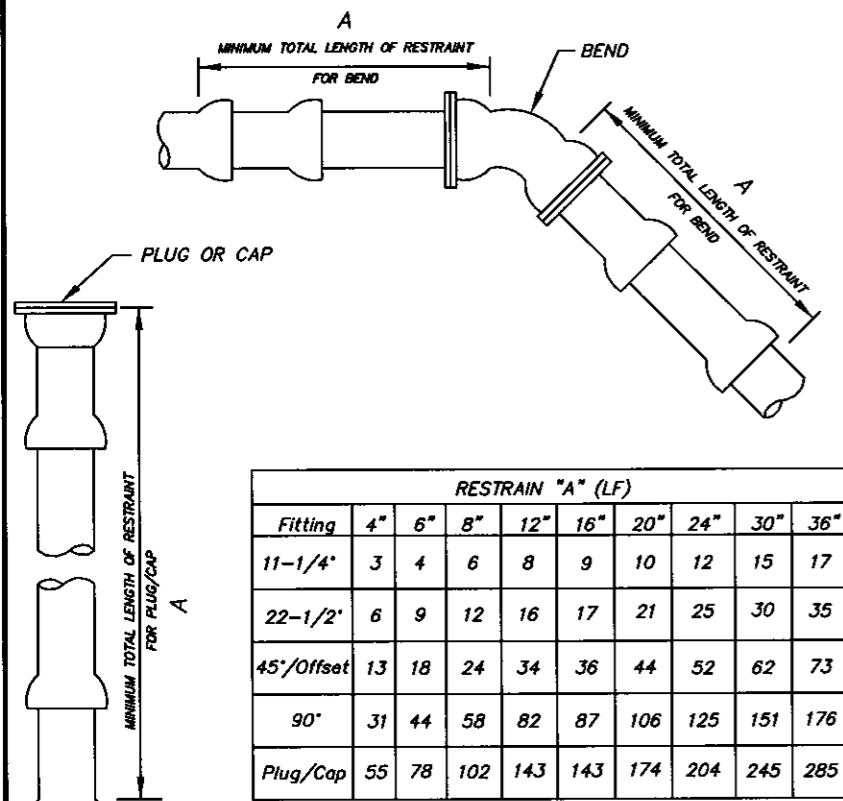 A
MINIMUM TOTAL LENGTH OF RESTRAINT
FOR BEND
BEND
MINIMUM TOTAL LENGTH OF RESTRAINT
FOR BEND
A
PLUG OR CAP
MINIMUM TOTAL LENGTH OF RESTRAINT
FOR PLUG/CAP
A
RESTRAIN "A" (LF)
Fitting 4" 6" 8" 12" 16" 20" 24" 30" 36"
11-1/4° 3 4 6 8 9 10 12 15 17
22-1/2° 6 9 12 16 17 21 25 30 35
45°/Offset 13 18 24 34 36 44 52 62 73
90° 31 44 58 82 87 106 125 151 176
Plug/Cap 55 78 102 143 143 174 204 245 285